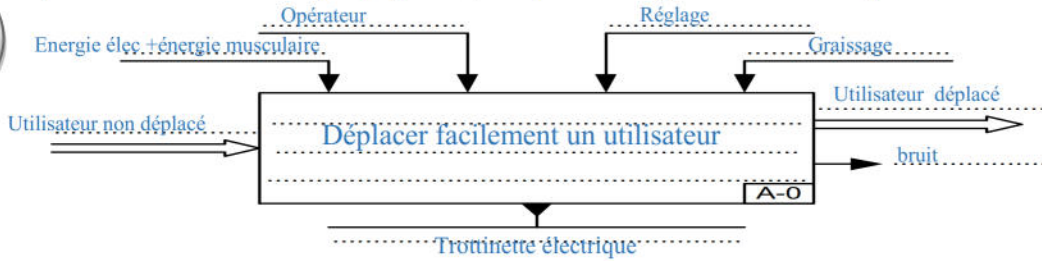 Opérateur
Réglage
Energie élec +énergie musculaire
Graissage
Utilisateur déplacé
Utilisateur non déplacé
Déplacer facilement un utilisateur
bruit
A-0
Trottinette électrique